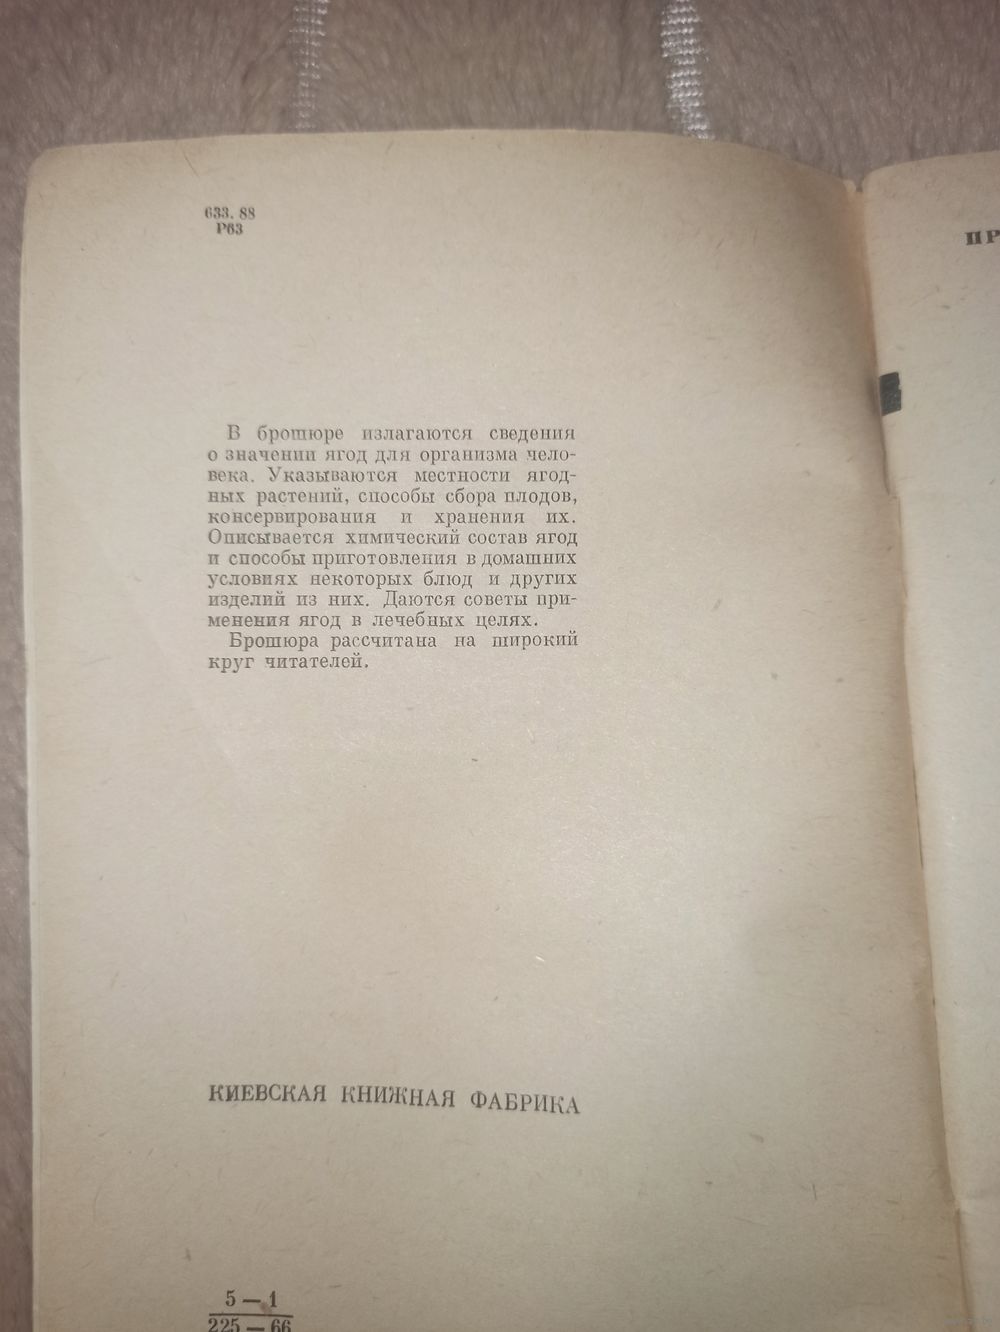 633. 88
Р63
ПР
В брошюре излагаются сведения
о значении ягод для организма чело-
века. Указываются местности ягод-
ных растений, способы сбора плодов,
консервирования и хранения их.
Описывается химический состав ягод
и способы приготовления в домашних
условиях некоторых блюд и других
изделий из них. Даются советы при-
менения ягод в лечебных целях.
Брошюра рассчитана на широкий
круг читателей.
КИЕВСКАЯ КНИЖНАЯ ФАБРИКА
5 — 1
225 — 66